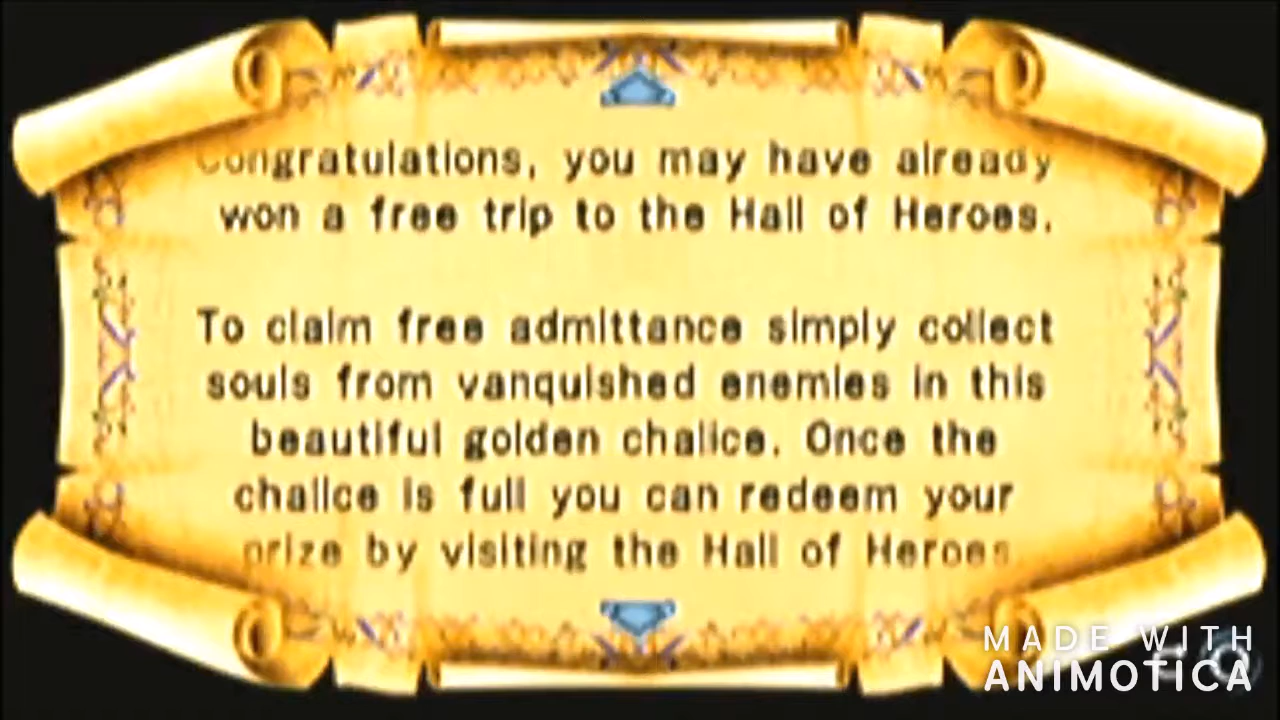 Congratulations, you may have already
won a free trip to the Hall of Heroes.
To claim free admittance simply collect
souls from vanquished enemies in this
beautiful golden chalice. Once the
chalice is full you can redeem your
prize by visiting the Hall of Heroes
MADE WITH
ANIMOTICA